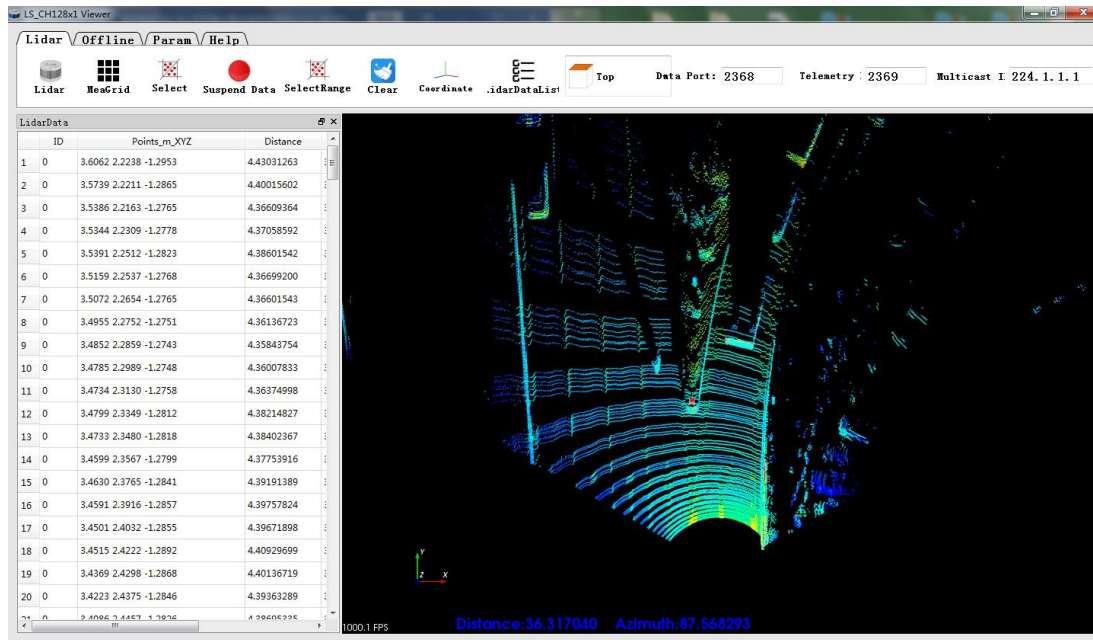 LS_CH128x1 Viewer
Lidar Offline Param Help
Lidar MeaGrid Select Suspend Data SelectRange Clear Coordinate .idarDataList Top Data Port: 2368 Telemetry 2369 Multicast I 224.1.1.1
LidarData
ID Points_m_XYZ Distance
1 0 3.6062 2.2238 -1.2953 4.43031263
2 0 3.5739 2.2211 -1.2865 4.40015602
3 0 3.5386 2.2163 -1.2765 4.36609364
4 0 3.5344 2.2309 -1.2778 4.37058592
5 0 3.5391 2.2512 -1.2823 4.38601542
6 0 3.5159 2.2537 -1.2768 4.36699200
7 0 3.5072 2.2654 -1.2765 4.36601543
8 0 3.4955 2.2752 -1.2751 4.36136723
9 0 3.4852 2.2859 -1.2743 4.35843754
10 0 3.4785 2.2989 -1.2748 4.36007833
11 0 3.4734 2.3130 -1.2758 4.36374998
12 0 3.4799 2.3349 -1.2812 4.38214827
13 0 3.4733 2.3480 -1.2818 4.38402367
14 0 3.4599 2.3567 -1.2799 4.37753916
15 0 3.4630 2.3765 -1.2841 4.39191389
16 0 3.4591 2.3916 -1.2857 4.39757824
17 0 3.4501 2.4032 -1.2855 4.39671898
18 0 3.4515 2.4222 -1.2892 4.40929699
19 0 3.4369 2.4298 -1.2868 4.40136719
20 0 3.4223 2.4375 -1.2846 4.39363289
Y
Z X
1000.1 FPS
Distance:36.317040 Azimuth:87.568293